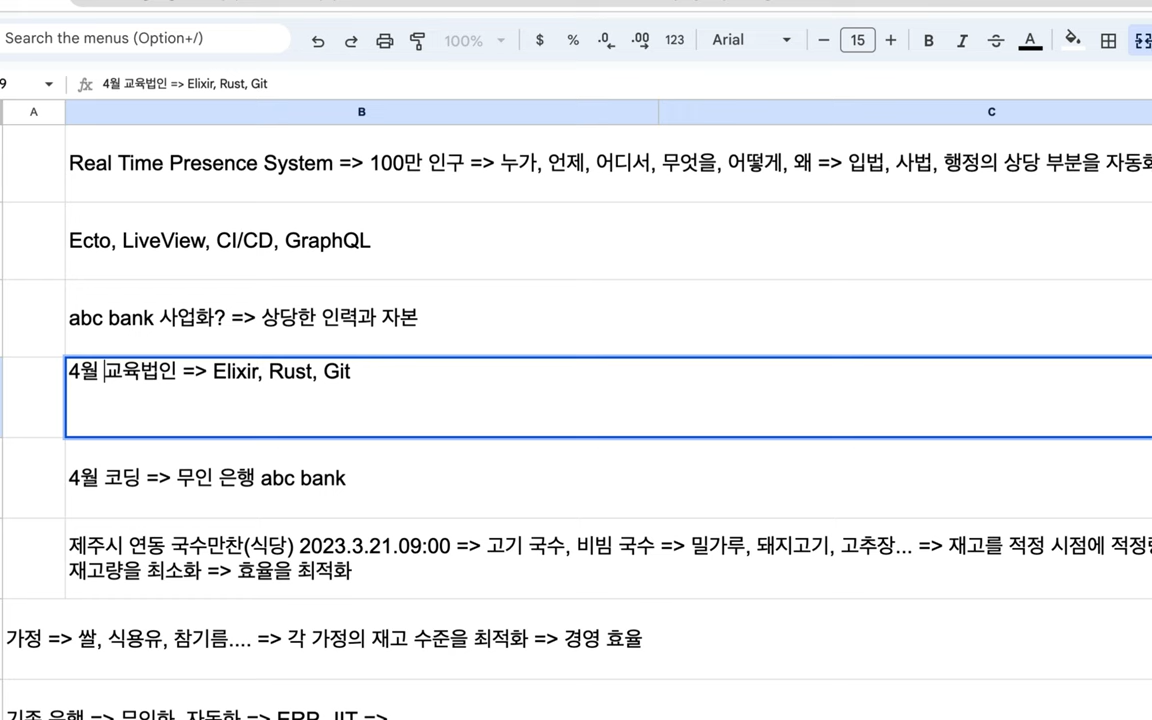 Search the menus (Option+/)
100%
$ % .0 .00 123
Arial
15
B I A
9
fx 4월 교육법인 => Elixir, Rust, Git
A B C
Real Time Presence System => 100만 인구 => 누가, 언제, 어디서, 무엇을, 어떻게, 왜 => 입법, 사법, 행정의 상당 부분을
Ecto, LiveView, CI/CD, GraphQL
abc bank 사업화? => 상당한 인력과 자본
4월 교육법인 => Elixir, Rust, Git
4월 코딩 => 무인 은행 abc bank
제주시 연동 국수만찬(식당) 2023.3.21.09:00 => 고기 국수, 비빔 국수 => 밀가루, 돼지고기, 고추장... => 재고를 적정 시점에
재고량을 최소화 => 효율을 최적화
가정 => 쌀, 식용유, 참기름.... => 각 가정의 재고 수준을 최적화 => 경영 효율
기존 은행 => 무인화, 자동화 => ERP, JIT =>